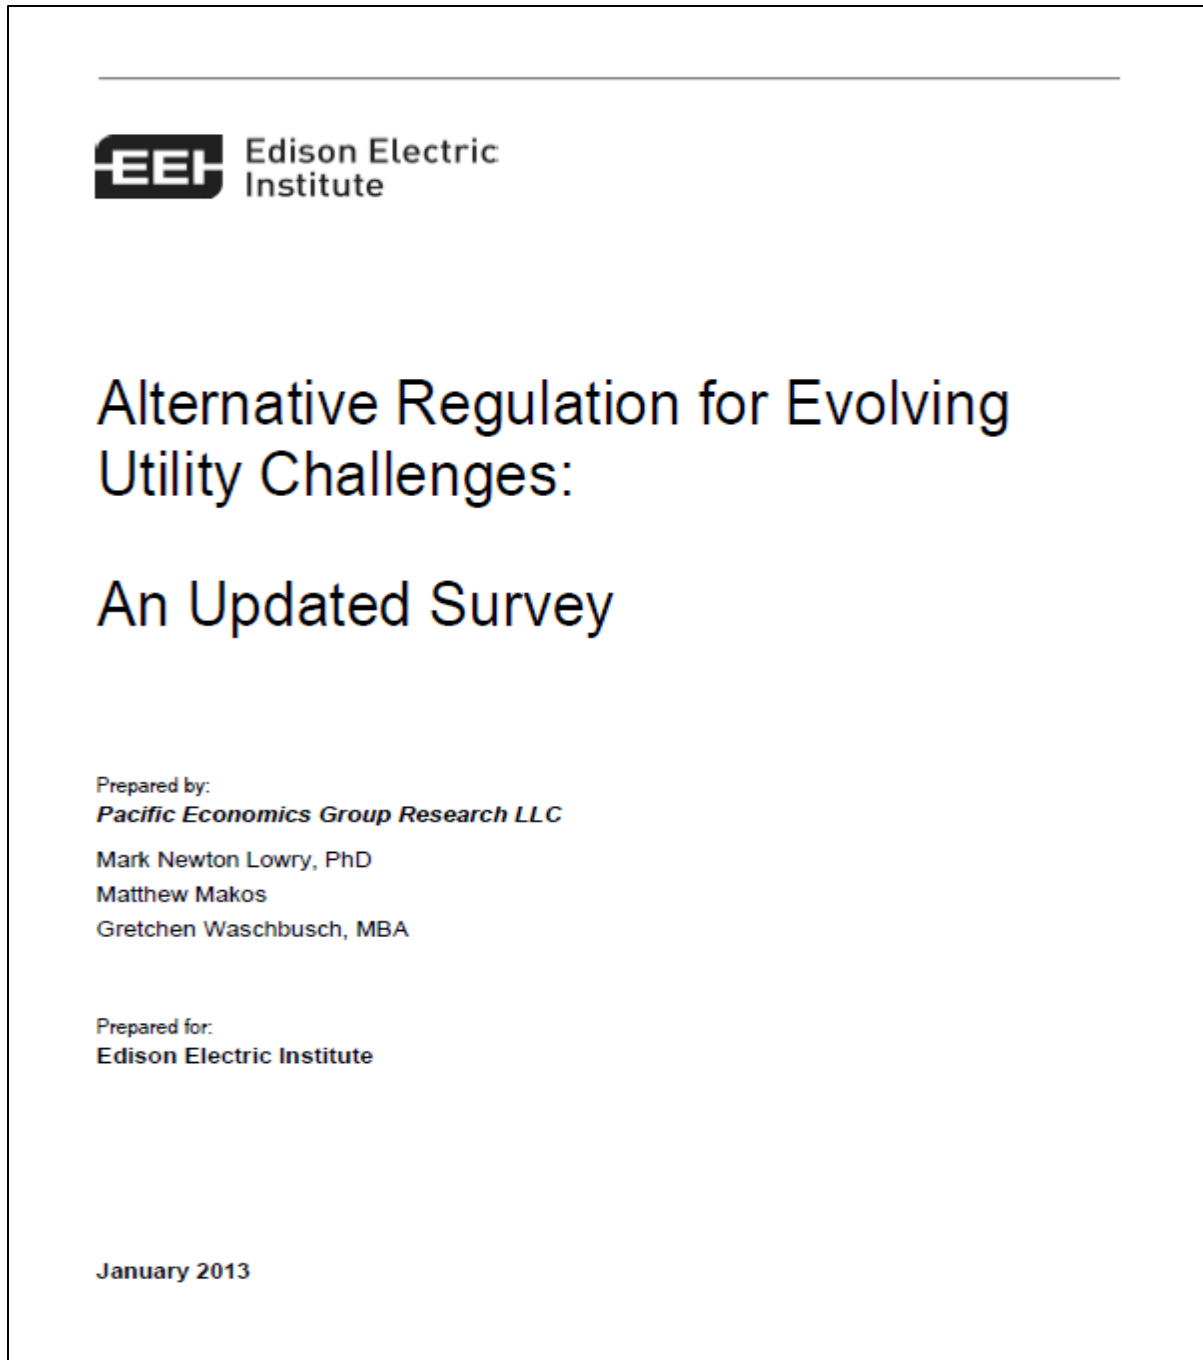 EEI
Edison Electric
Institute
Alternative Regulation for Evolving
Utility Challenges:
An Updated Survey
Prepared by:
Pacific Economics Group Research LLC
Mark Newton Lowry, PhD
Matthew Makos
Gretchen Waschbusch, MBA
Prepared for:
Edison Electric Institute
January 2013